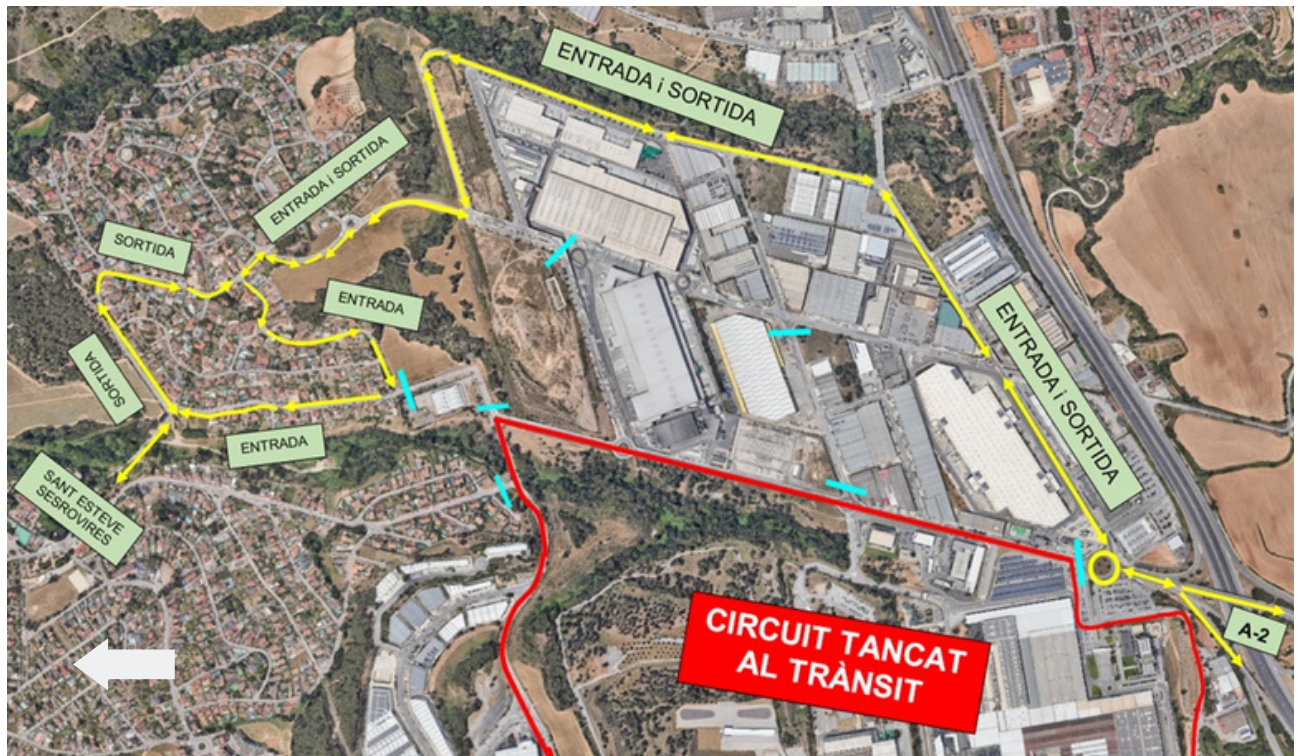 ENTRADA i SORTIDA
ENTRADA i SORTIDA
SORTIDA
ENTRADA
SORTIDA
ENTRADA
ENTRADA i SORTIDA
SANT ESTEVE
SESROVIRES
CIRCUIT TANCAT
AL TRÀNSIT
A-2